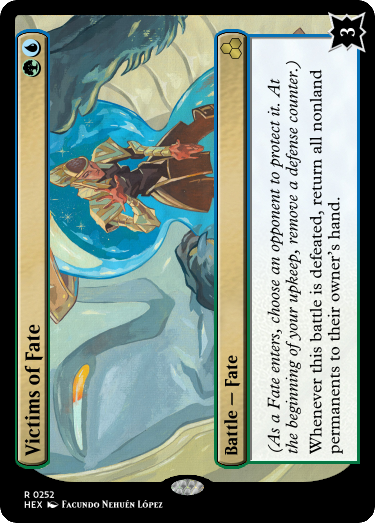 Victims of Fate
Battle — Fate
3
(As a Fate enters, choose an opponent to protect it. At
the beginning of your upkeep, remove a defense counter.)
Whenever this battle is defeated, return all nonland
permanents to their owner's hand.
R 0252
HEX Facundo Nehuén López